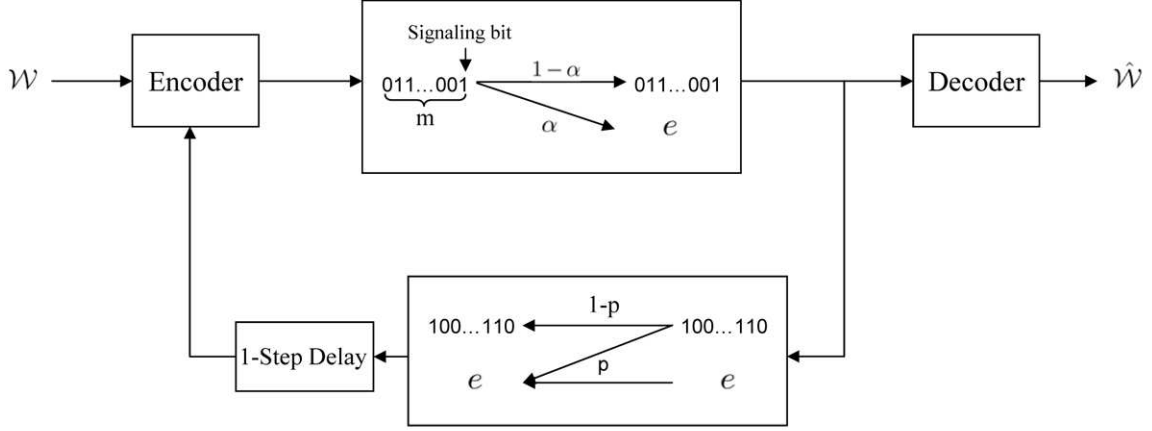 Signaling bit
𝒲
Encoder
011...001
1 − α
011...001
m
α
e
Decoder
𝒲̂
1-Step Delay
100...110
1-p
100...110
e
p
e